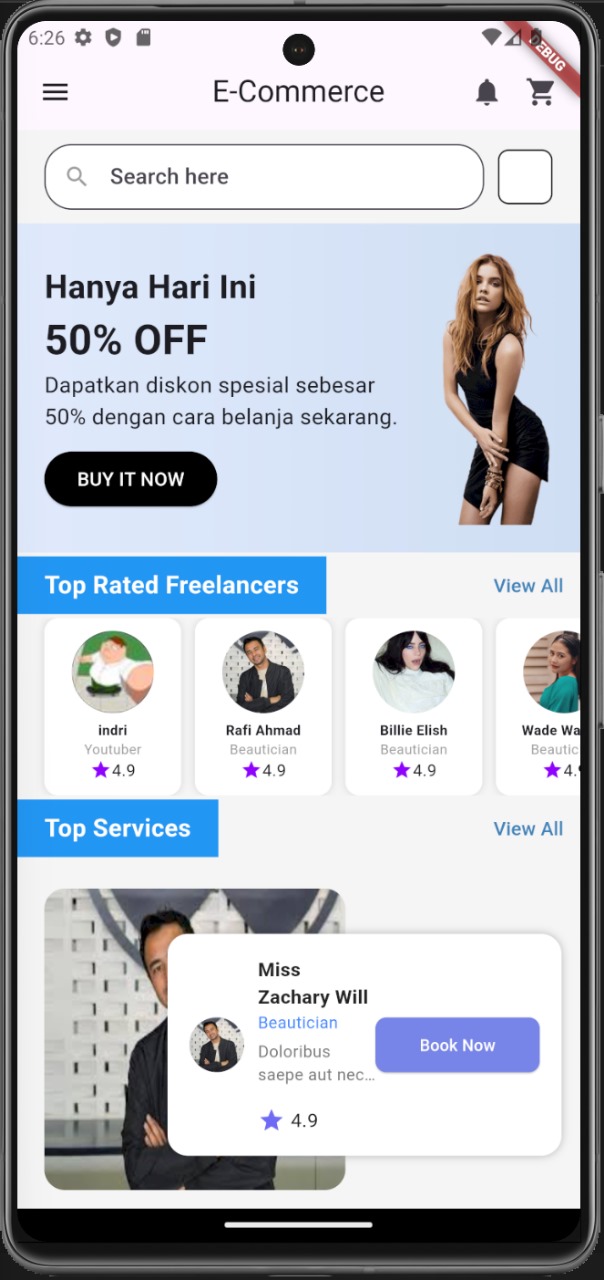 6:26
DEBUG
E-Commerce
Search here
Hanya Hari Ini
50% OFF
Dapatkan diskon spesial sebesar
50% dengan cara belanja sekarang.
BUY IT NOW
Top Rated Freelancers
View All
indri
Youtuber
4.9
Rafi Ahmad
Beautician
4.9
Billie Elish
Beautician
4.9
Wade Wa
Beautic
4.9
Top Services
View All
Miss
Zachary Will
Beautician
Doloribus
saepe aut nec...
4.9
Book Now